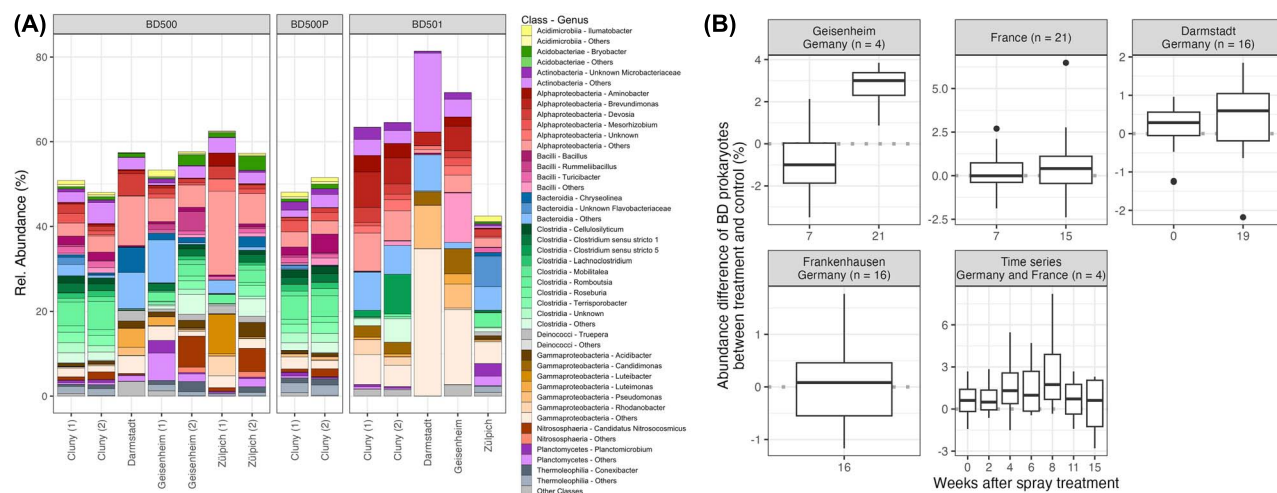 (A)
BD500
BD500P
BD501
Rel. Abundance (%)
80
60
40
20
0
Cluny (1)
Cluny (2)
Darmstadt
Geisenheim (1)
Geisenheim (2)
Zülpich (1)
Zülpich (2)
Cluny (1)
Cluny (2)
Cluny (1)
Cluny (2)
Darmstadt
Geisenheim
Zülpich
Class - Genus
Acidimicrobiia - Ilumatobacter
Acidimicrobiia - Others
Acidobacteriae - Bryobacter
Acidobacteriae - Others
Actinobacteria - Unknown Microbacteriaceae
Actinobacteria - Others
Alphaproteobacteria - Aminobacter
Alphaproteobacteria - Brevundimonas
Alphaproteobacteria - Devosia
Alphaproteobacteria - Mesorhizobium
Alphaproteobacteria - Unknown
Alphaproteobacteria - Others
Bacilli - Bacillus
Bacilli - Rummeliibacillus
Bacilli - Turicibacter
Bacilli - Others
Bacteroidia - Chryseolinea
Bacteroidia - Unknown Flavobacteriaceae
Bacteroidia - Others
Clostridia - Cellulosilyticum
Clostridia - Clostridium sensu stricto 1
Clostridia - Clostridium sensu stricto 5
Clostridia - Lachnoclostridium
Clostridia - Mobilitalea
Clostridia - Romboutsia
Clostridia - Roseburia
Clostridia - Terrisporobacter
Clostridia - Unknown
Clostridia - Others
Deinococci - Truepera
Deinococci - Others
Gammaproteobacteria - Acidibacter
Gammaproteobacteria - Candidimonas
Gammaproteobacteria - Luteibacter
Gammaproteobacteria - Luteimonas
Gammaproteobacteria - Pseudomonas
Gammaproteobacteria - Rhodanobacter
Gammaproteobacteria - Others
Nitrososphaeria - Candidatus Nitrosocosmicus
Nitrososphaeria - Others
Planctomycetes - Planctomicrobium
Planctomycetes - Others
Thermoleophilia - Conexibacter
Thermoleophilia - Others
Other Classes
(B)
Abundance difference of BD prokaryotes
between treatment and control (%)
Geisenheim
Gemany (n = 4)
4
2
0
-2
7
21
France (n = 21)
5.0
2.5
0.0
-2.5
7
15
Darmstadt
Germany (n = 16)
2
1
0
-1
-2
0
19
Frankenhausen
Germany (n = 16)
1
0
-1
16
Time series
Germany and France (n = 4)
6
3
0
-3
0
2
4
6
8
11
15
Weeks after spray treatment